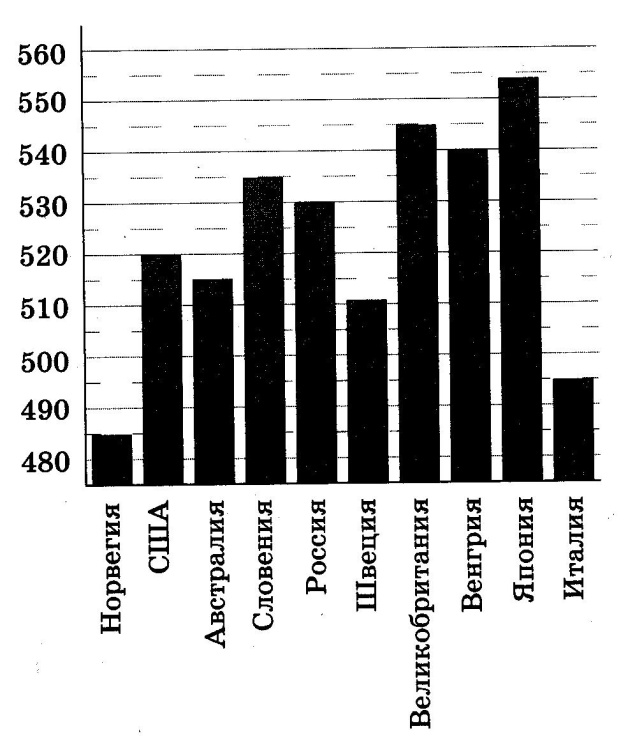 560
550
540
530
520
510
500
490
480
Норвегия
США
Австралия
Словения
Россия
Швеция
Великобритания
Венгрия
Япония
Италия